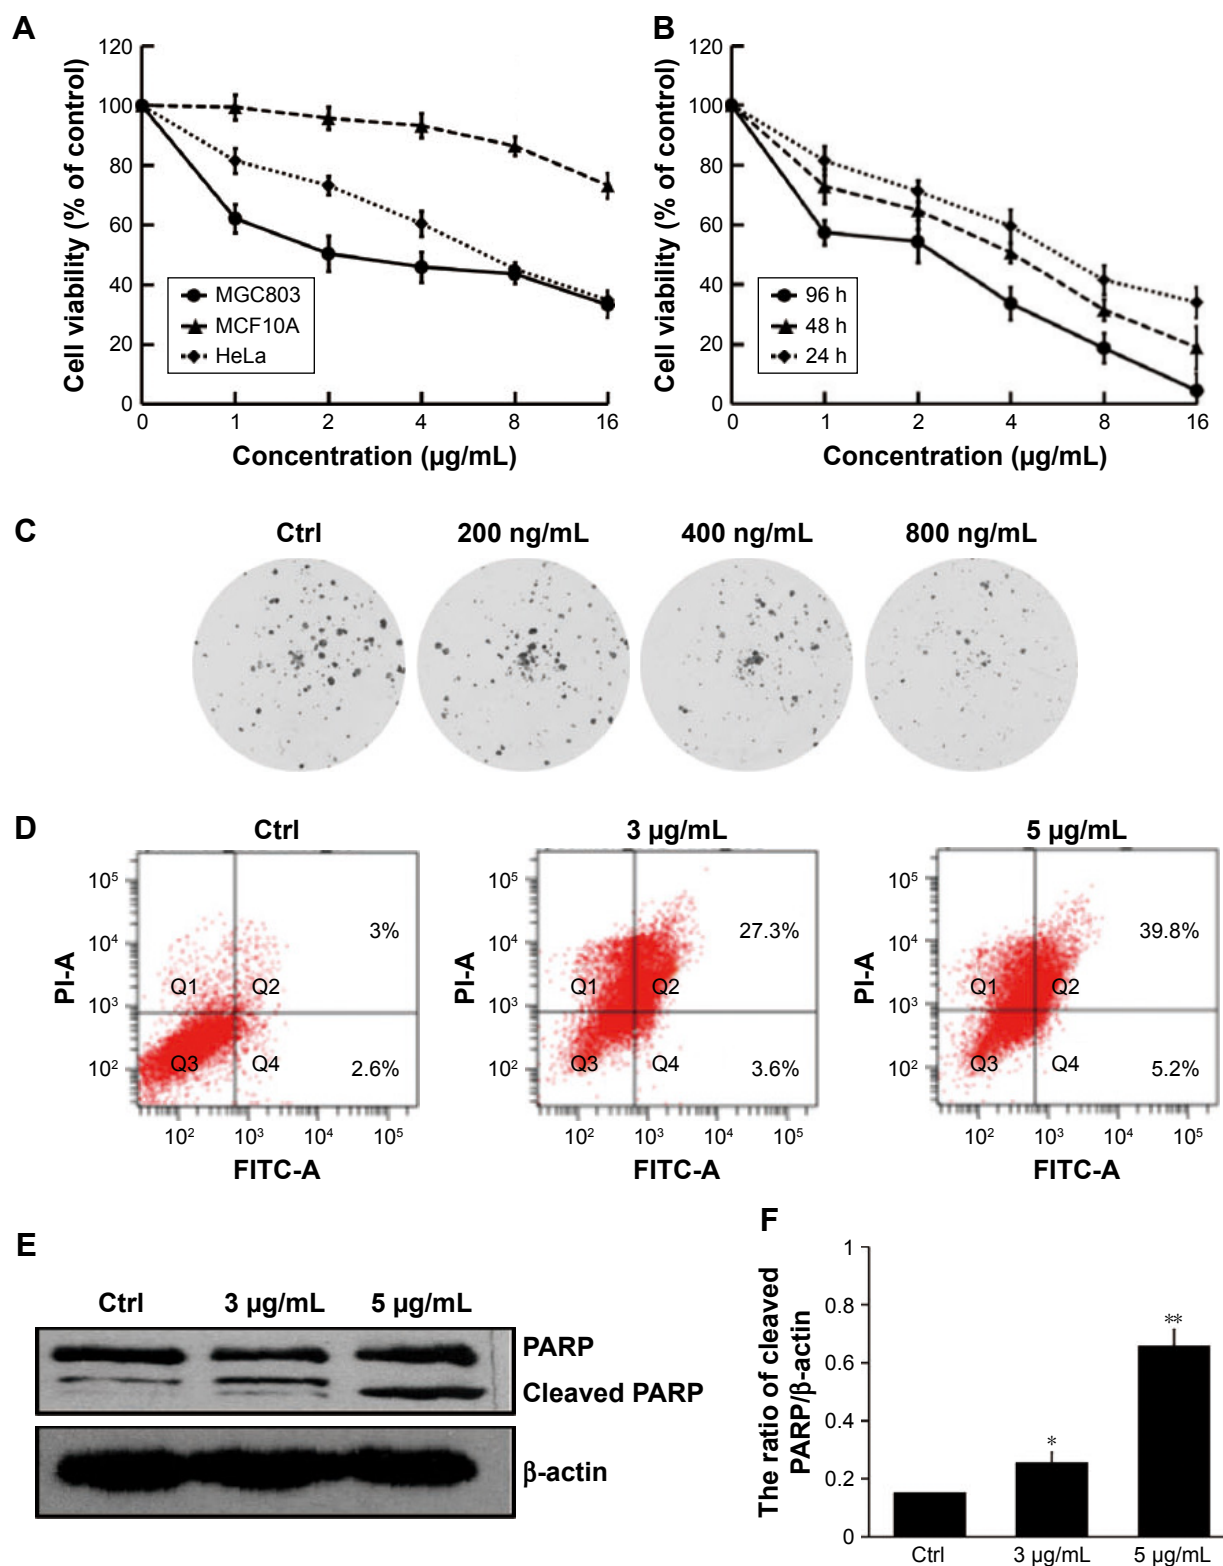 A
Cell viability (% of control)
120
100
80
60
40
20
0
MGC803
MCF10A
HeLa
0 1 2 4 8 16
Concentration (µg/mL)
B
Cell viability (% of control)
120
100
80
60
40
20
0
96 h
48 h
24 h
0 1 2 4 8 16
Concentration (µg/mL)
C
Ctrl 200 ng/mL 400 ng/mL 800 ng/mL
D
Ctrl
PI-A
10⁵
10⁴
10³
10²
3%
Q1 Q2
Q3 Q4
2.6%
10² 10³ 10⁴ 10⁵
FITC-A
3 µg/mL
PI-A
10⁵
10⁴
10³
10²
27.3%
Q1 Q2
Q3 Q4
3.6%
10² 10³ 10⁴ 10⁵
FITC-A
5 µg/mL
PI-A
10⁵
10⁴
10³
10²
39.8%
Q1 Q2
Q3 Q4
5.2%
10² 10³ 10⁴ 10⁵
FITC-A
E
Ctrl 3 µg/mL 5 µg/mL
PARP
Cleaved PARP
β-actin
F
The ratio of cleaved
PARP/β-actin
1
0.8
0.6
0.4
0.2
0
*
**
Ctrl 3 µg/mL 5 µg/mL